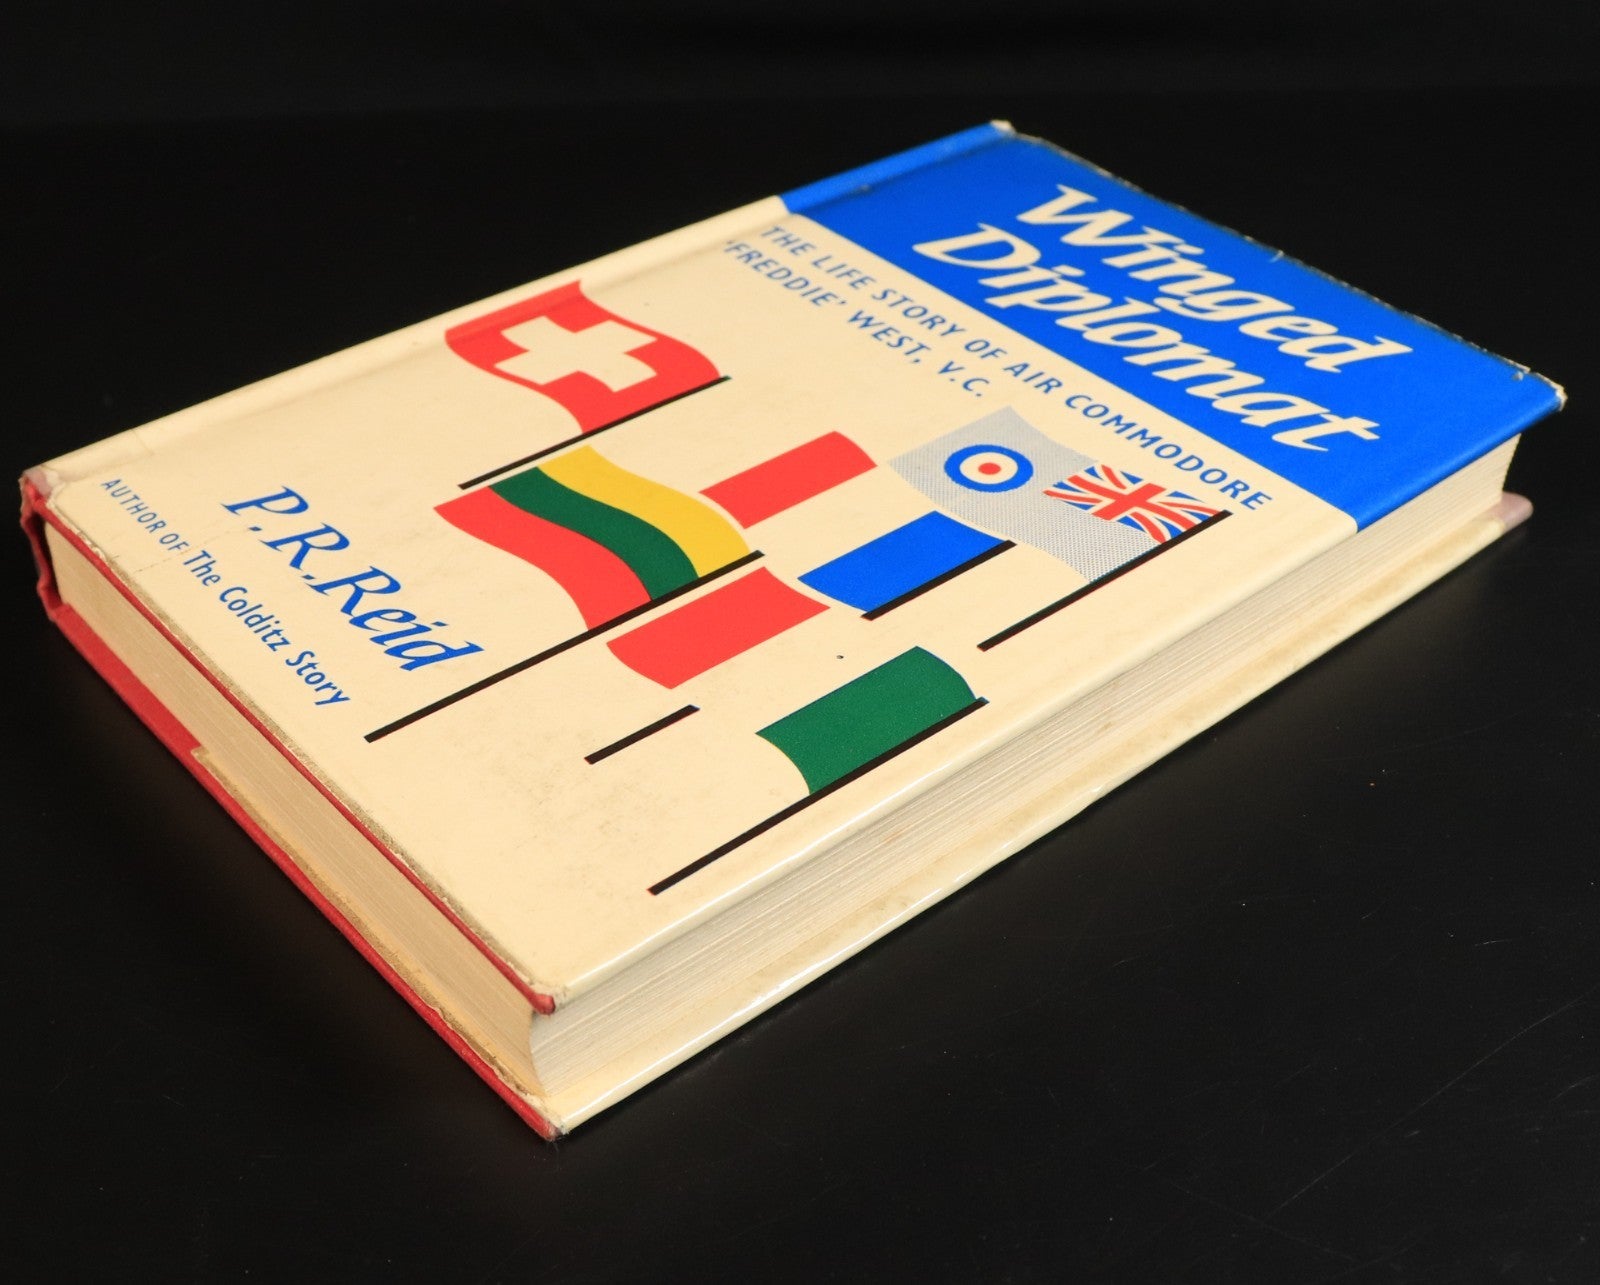 Winged
Diplomat
THE LIFE STORY OF AIR COMMODORE
'FREDDIE' WEST, V.C.
P.R.Reid
AUTHOR OF The Colditz Story